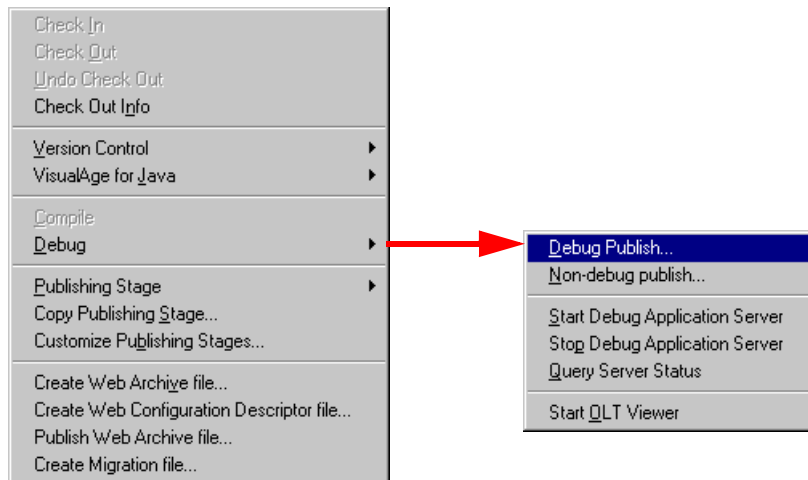 Check In
Check Out
Undo Check Out
Check Out Info
Version Control
VisualAge for Java
Compile
Debug
Publishing Stage
Copy Publishing Stage...
Customize Publishing Stages...
Create Web Archive file...
Create Web Configuration Descriptor file...
Publish Web Archive file...
Create Migration file...
Debug Publish...
Non-debug publish...
Start Debug Application Server
Stop Debug Application Server
Query Server Status
Start OLT Viewer